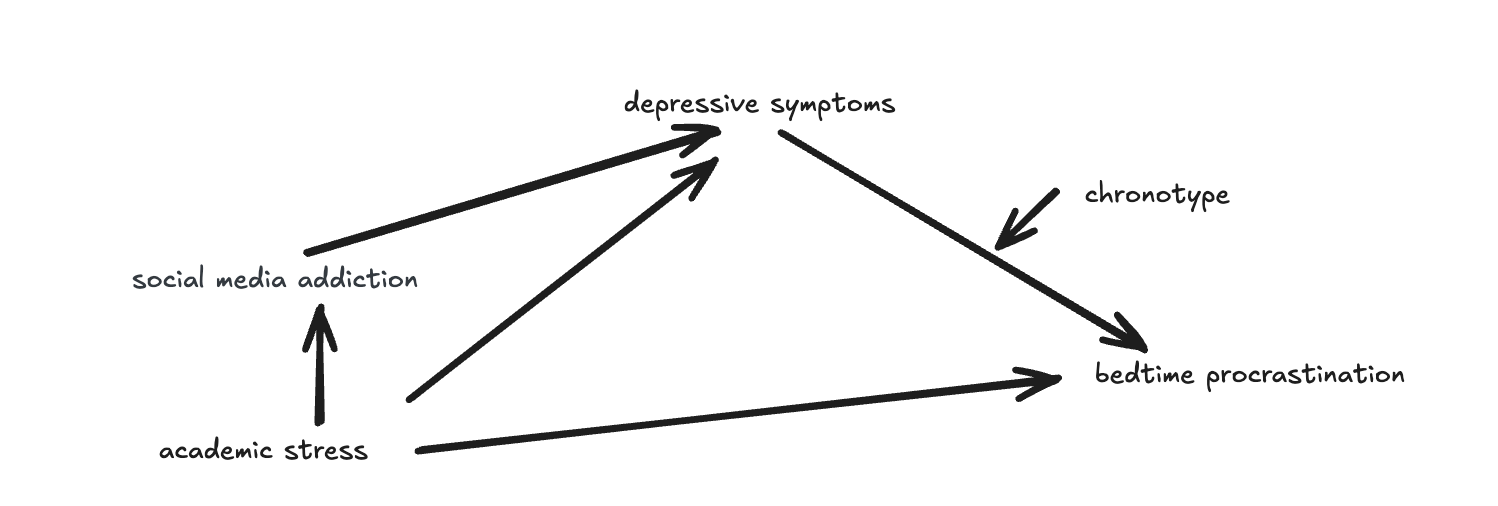 depressive symptoms
chronotype
social media addiction
bedtime procrastination
academic stress